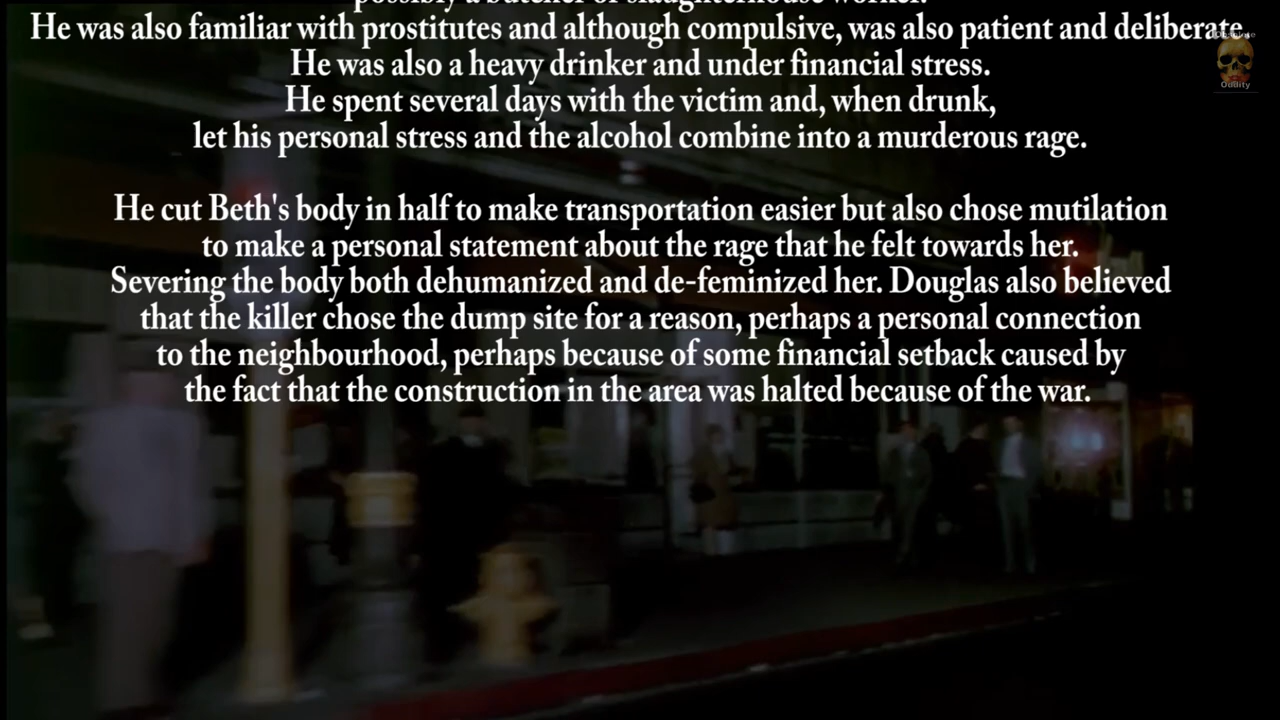 possibly a butcher or slaughterhouse worker.
He was also familiar with prostitutes and although compulsive, was also patient and deliberate.
He was also a heavy drinker and under financial stress.
He spent several days with the victim and, when drunk,
let his personal stress and the alcohol combine into a murderous rage.
He cut Beth's body in half to make transportation easier but also chose mutilation
to make a personal statement about the rage that he felt towards her.
Severing the body both dehumanized and de-feminized her. Douglas also believed
that the killer chose the dump site for a reason, perhaps a personal connection
to the neighbourhood, perhaps because of some financial setback caused by
the fact that the construction in the area was halted because of the war.
Oddity